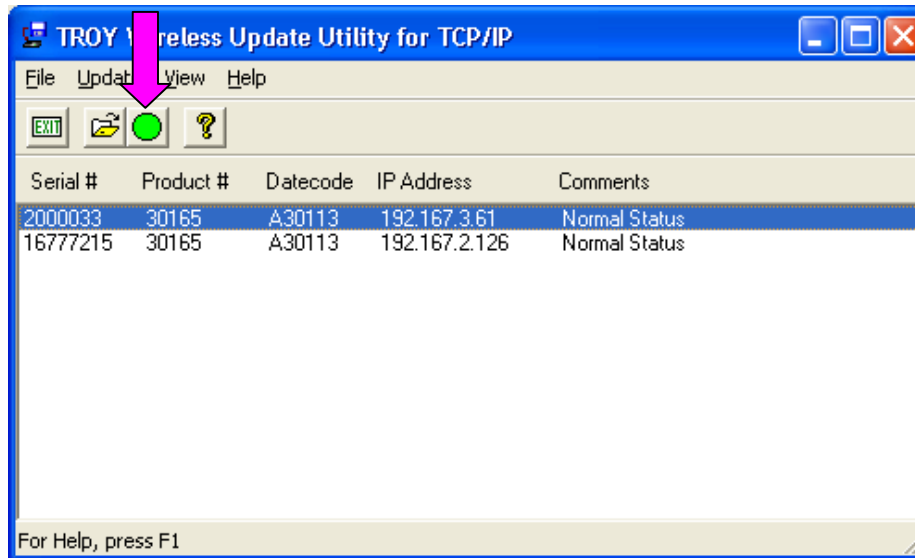 TROY Wireless Update Utility for TCP/IP
File Update View Help
EXIT ?
Serial # Product # Datecode IP Address Comments
2000033 30165 A30113 192.167.3.61 Normal Status
16777215 30165 A30113 192.167.2.126 Normal Status
For Help, press F1